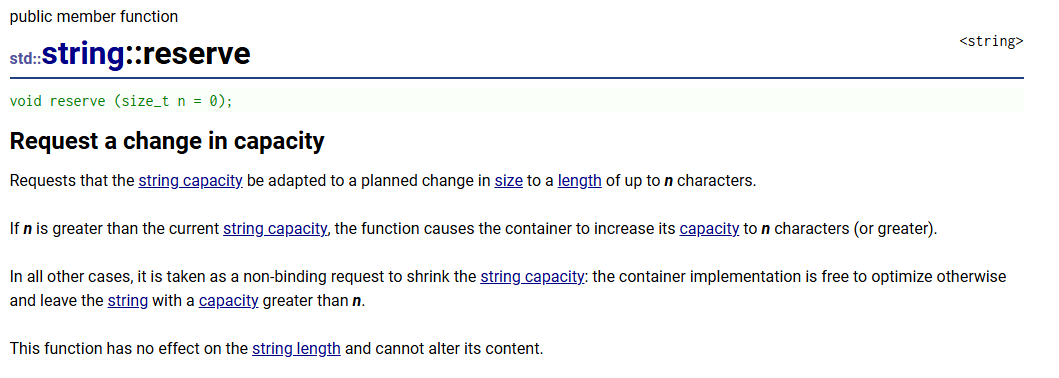 public member function
<string>
std::string::reserve
void reserve (size_t n = 0);
Request a change in capacity
Requests that the string capacity be adapted to a planned change in size to a length of up to n characters.
If n is greater than the current string capacity, the function causes the container to increase its capacity to n characters (or greater).
In all other cases, it is taken as a non-binding request to shrink the string capacity: the container implementation is free to optimize otherwise
and leave the string with a capacity greater than n.
This function has no effect on the string length and cannot alter its content.